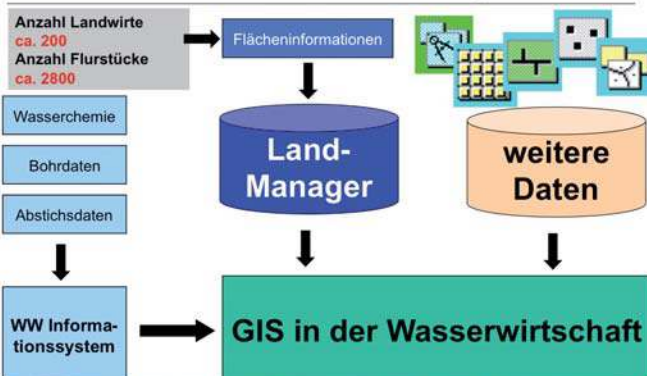 Anzahl Landwirte
ca. 200
Anzahl Flurstücke
ca. 2800
Flächeninformationen
Wasserchemie
Bohrdaten
Abstichsdaten
Land-
Manager
weitere
Daten
WW Informa-
tionssystem
GIS in der Wasserwirtschaft